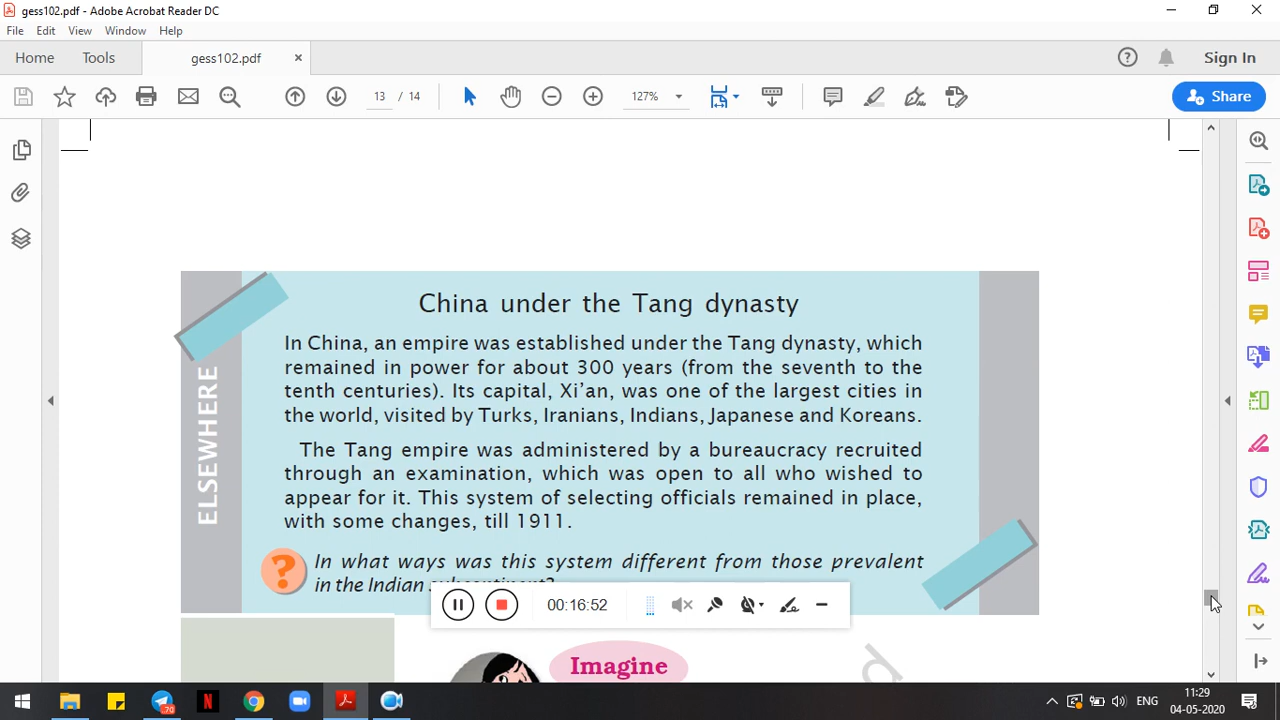 gess102.pdf - Adobe Acrobat Reader DC
File Edit View Window Help
Home Tools gess102.pdf × Sign In
13 / 14 127% Share
China under the Tang dynasty
In China, an empire was established under the Tang dynasty, which
remained in power for about 300 years (from the seventh to the
tenth centuries). Its capital, Xi’an, was one of the largest cities in
the world, visited by Turks, Iranians, Indians, Japanese and Koreans.
The Tang empire was administered by a bureaucracy recruited
through an examination, which was open to all who wished to
appear for it. This system of selecting officials remained in place,
with some changes, till 1911.
ELSEWHERE
? In what ways was this system different from those prevalent
in the Indian
00:16:52
Imagine
d
N 70 ENG 11:29
04-05-2020